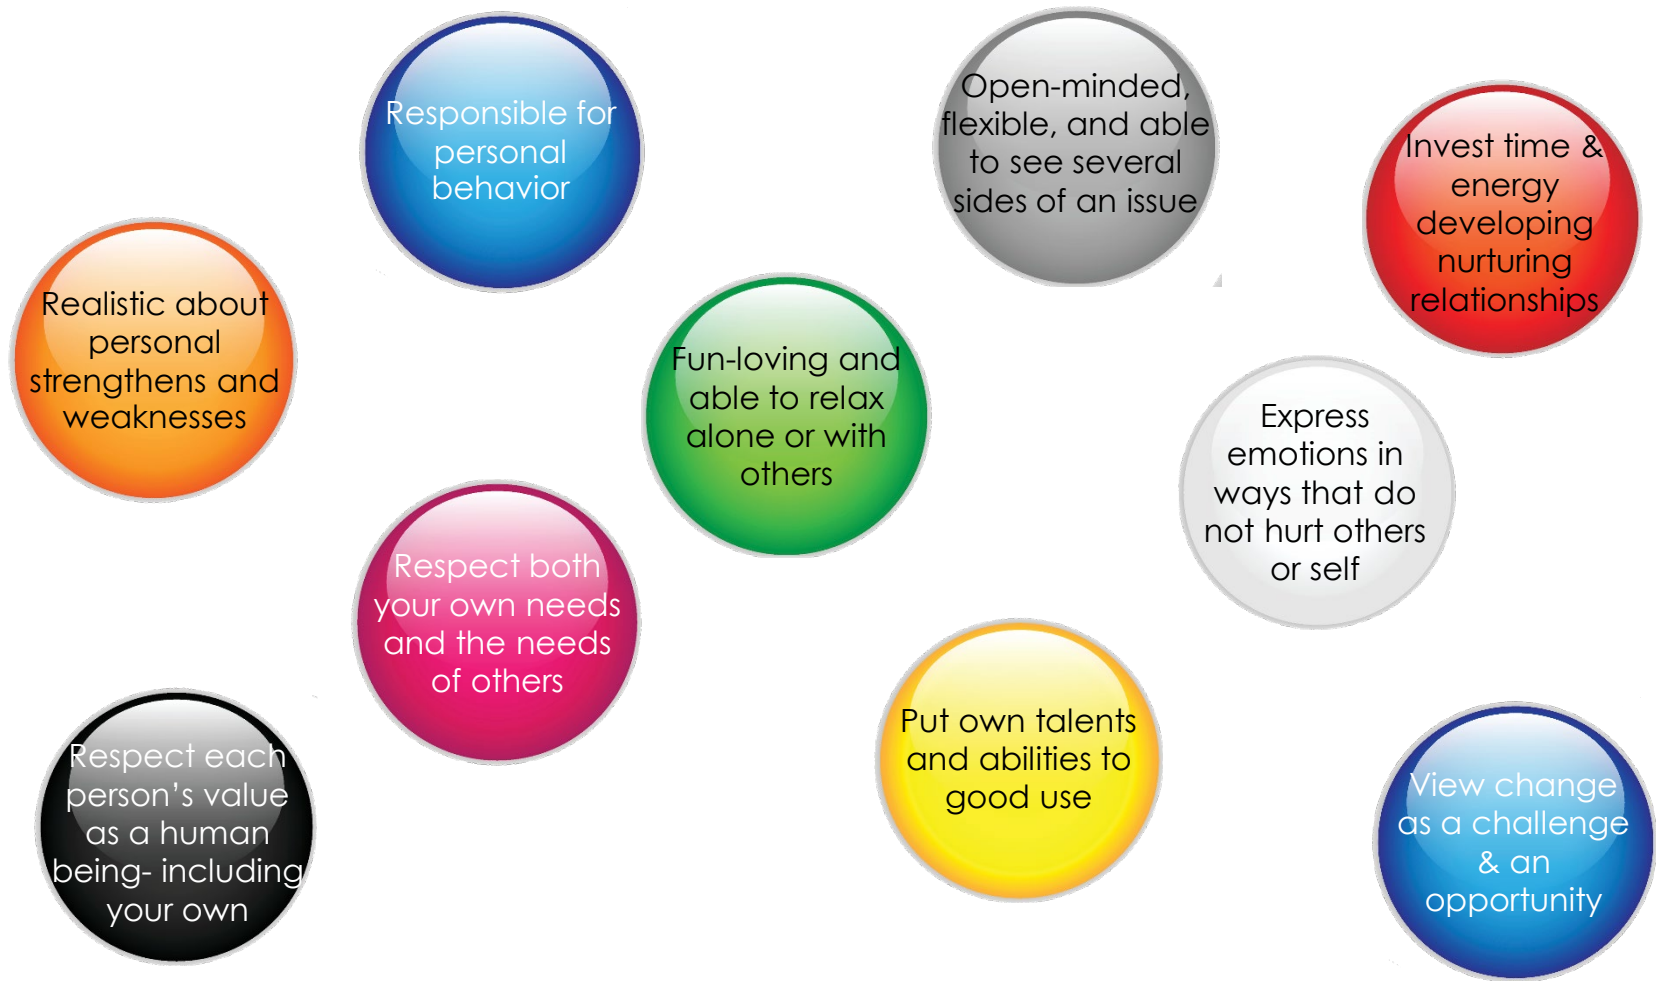 Responsible for
personal
behavior
Open-minded,
flexible, and able
to see several
sides of an issue
Invest time &
energy
developing
nurturing
relationships
Realistic about
personal
strengthens and
weaknesses
Fun-loving and
able to relax
alone or with
others
Express
emotions in
ways that do
not hurt others
or self
Respect both
your own needs
and the needs
of others
Put own talents
and abilities to
good use
Respect each
person’s value
as a human
being- including
your own
View change
as a challenge
& an
opportunity